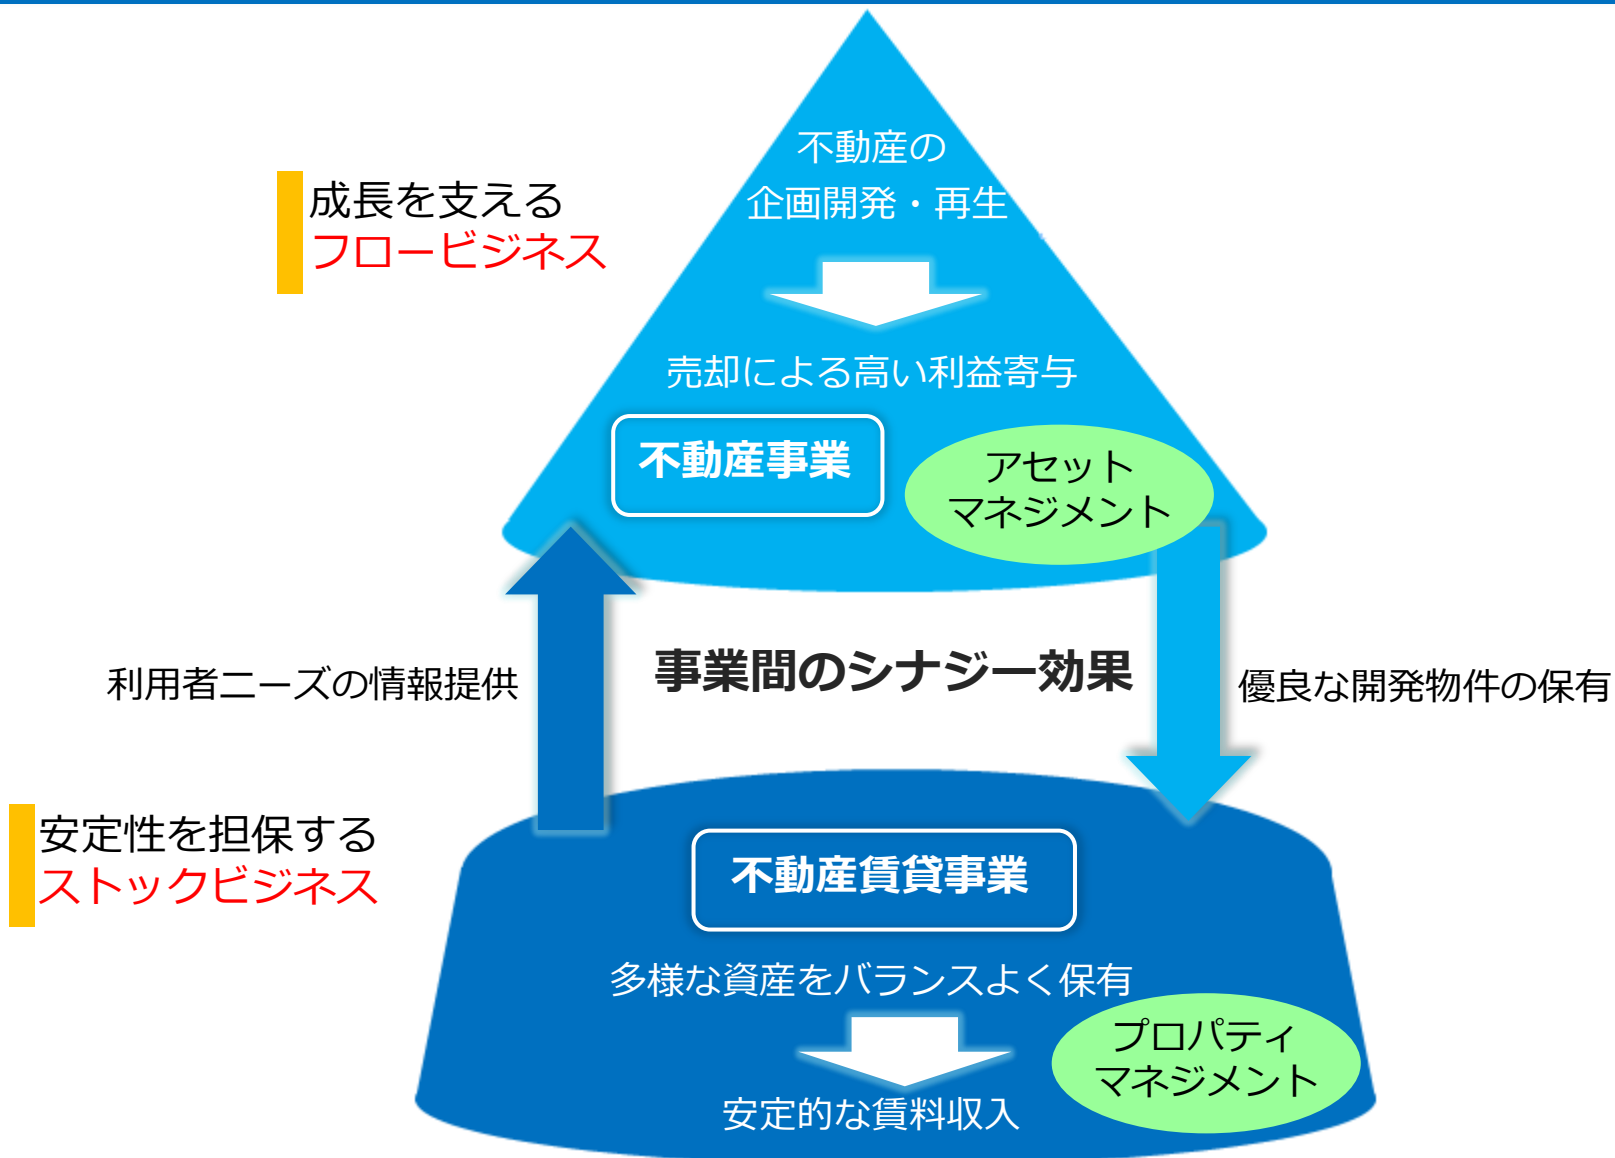 不動産の
企画開発・再生
成長を支える
フロービジネス
売却による高い利益寄与
不動産事業
アセット
マネジメント
事業間のシナジー効果
利用者ニーズの情報提供
優良な開発物件の保有
安定性を担保する
ストックビジネス
不動産賃貸事業
多様な資産をバランスよく保有
プロパティ
マネジメント
安定的な賃料収入